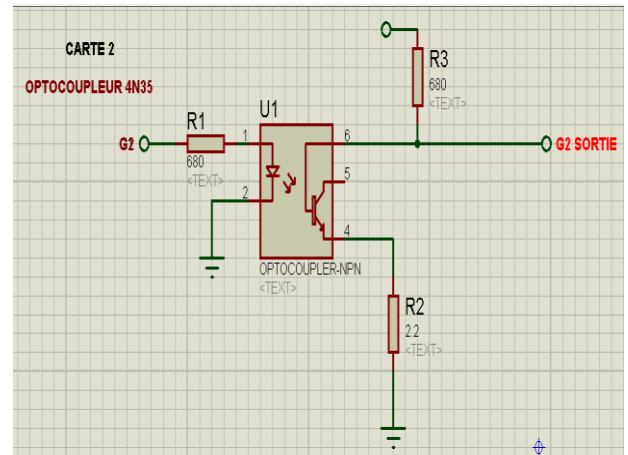 CARTE 2
OPTOCOUPLEUR 4N35
R3
680
<TEXT>
U1
R1
G2
680
<TEXT>
1
2
6
5
4
G2 SORTIE
OPTOCOUPLER-NPN
<TEXT>
R2
2.2
<TEXT>